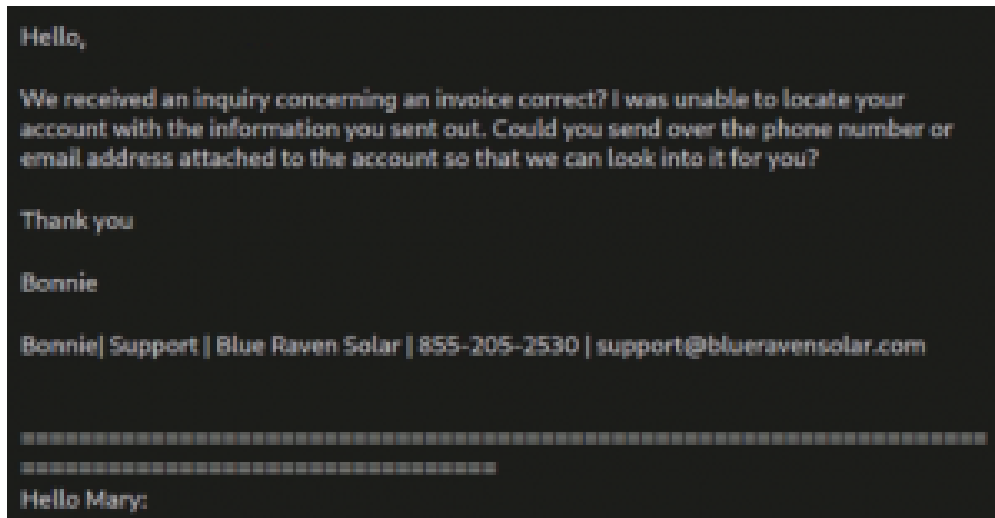 Hello,
We received an inquiry concerning an invoice correct? I was unable to locate your
account with the information you sent out. Could you send over the phone number or
email address attached to the account so that we can look into it for you?
Thank you
Bonnie
Bonnie| Support | Blue Raven Solar | 855-205-2530 | support@blueravensolar.com
===================================================================
=================================
Hello Mary: